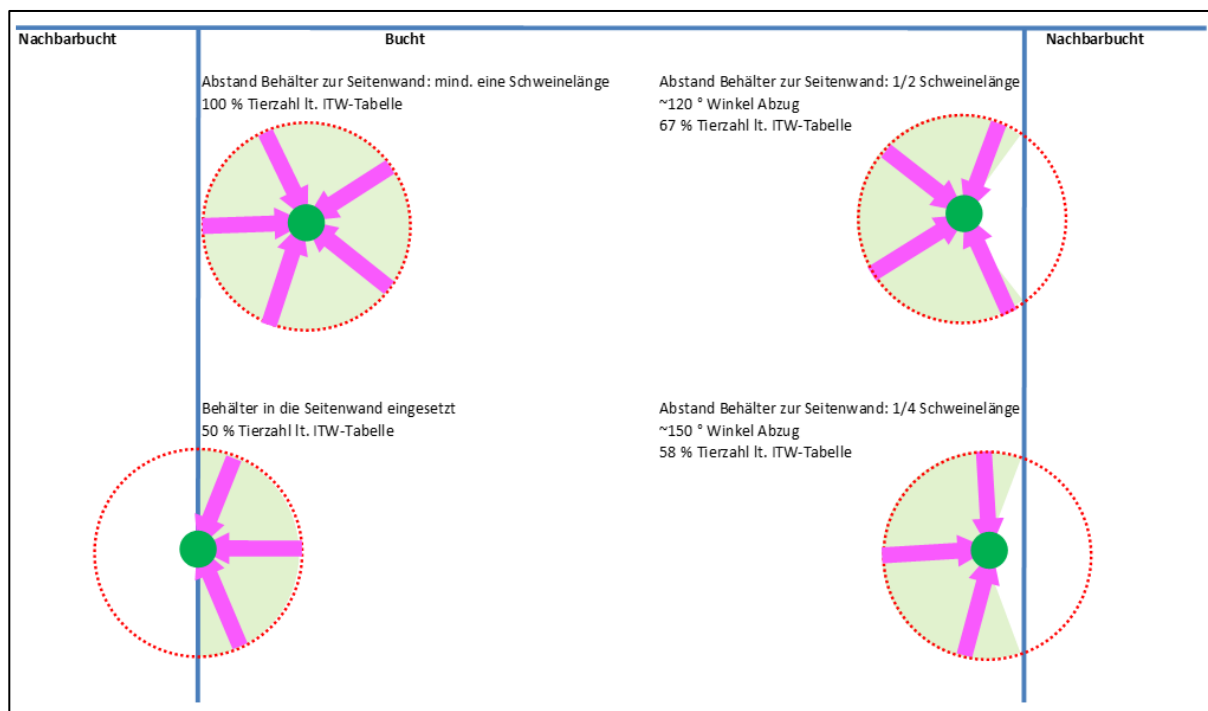 Nachbarbucht
Bucht
Nachbarbucht
Abstand Behälter zur Seitenwand: mind. eine Schweinelänge
100 % Tierzahl lt. ITW-Tabelle
Abstand Behälter zur Seitenwand: 1/2 Schweinelänge
~120 ° Winkel Abzug
67 % Tierzahl lt. ITW-Tabelle
Behälter in die Seitenwand eingesetzt
50 % Tierzahl lt. ITW-Tabelle
Abstand Behälter zur Seitenwand: 1/4 Schweinelänge
~150 ° Winkel Abzug
58 % Tierzahl lt. ITW-Tabelle